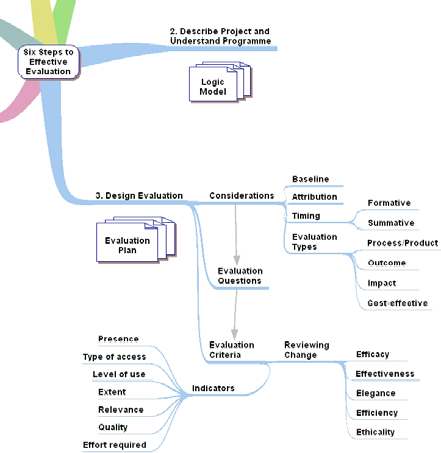 2. Describe Project and
Understand Programme
Six Steps to
Effective
Evaluation
Logic
Model
3. Design Evaluation
Considerations
Baseline
Attribution
Timing
Formative
Summative
Evaluation
Types
Process/Product
Outcome
Impact
Cost-effective
Evaluation
Plan
Evaluation
Questions
Evaluation
Criteria
Reviewing
Change
Efficacy
Effectiveness
Elegance
Efficiency
Ethicality
Indicators
Presence
Type of access
Level of use
Extent
Relevance
Quality
Effort required